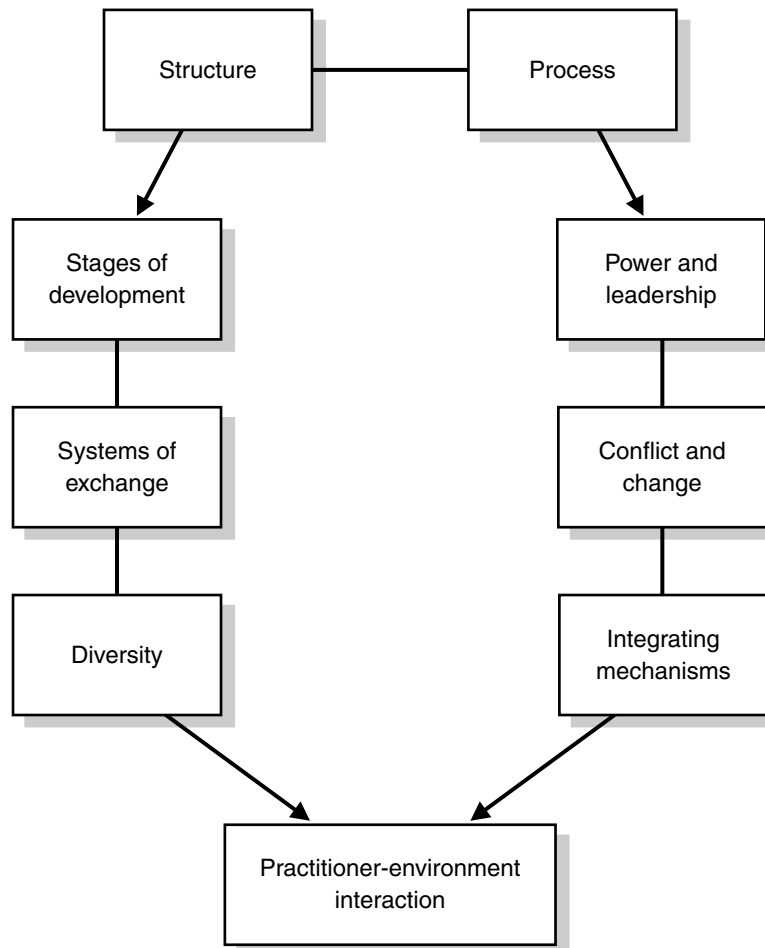 Structure
Process
Stages of
development
Power and
leadership
Systems of
exchange
Conflict and
change
Diversity
Integrating
mechanisms
Practitioner-environment
interaction